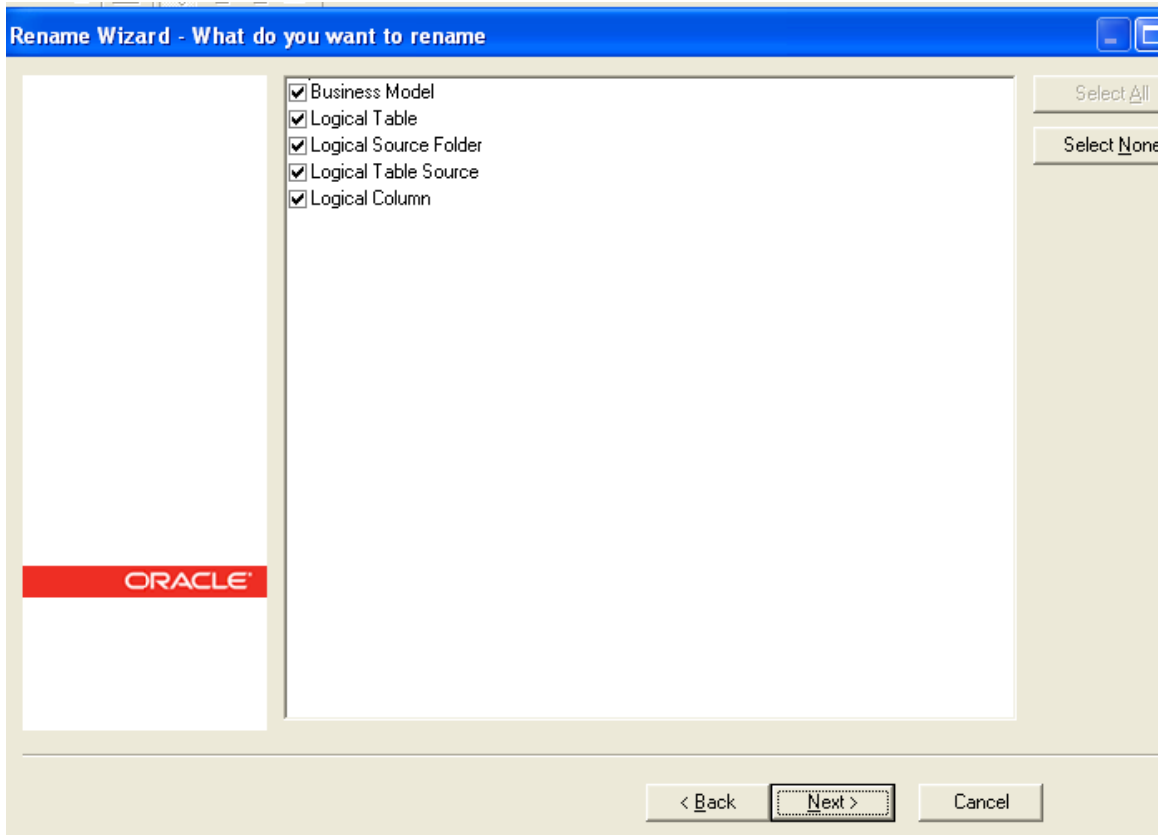 Rename Wizard - What do you want to rename
Business Model
Logical Table
Logical Source Folder
Logical Table Source
Logical Column
Select All
Select None
ORACLE
< Back
Next >
Cancel